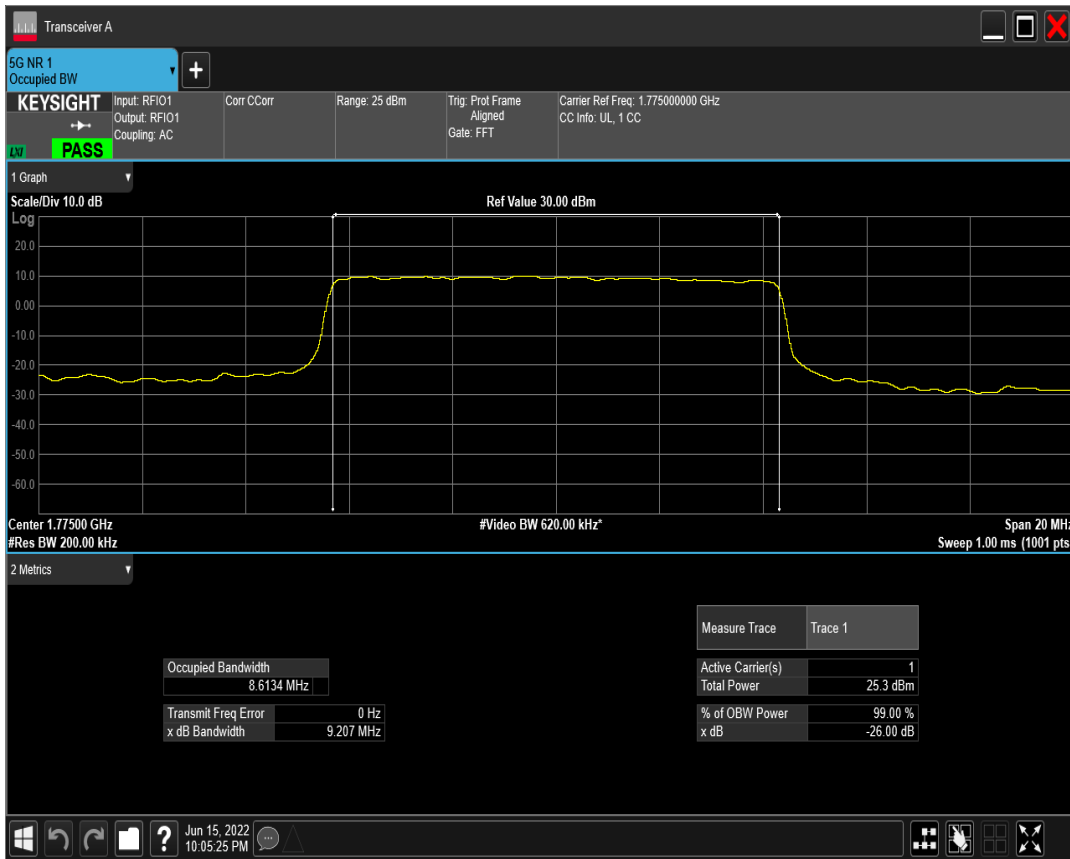 Transceiver A
5G NR 1
Occupied BW
KEYSIGHT
LXI
PASS
Input: RFIO1
Output: RFIO1
Coupling: AC
Corr CCorr
Range: 25 dBm
Trig: Prot Frame
Aligned
Gate: FFT
Carrier Ref Freq: 1.775000000 GHz
CC Info: UL, 1 CC
1 Graph
Scale/Div 10.0 dB
Ref Value 30.00 dBm
Log
20.0
10.0
0.00
-10.0
-20.0
-30.0
-40.0
-50.0
-60.0
Center 1.77500 GHz
#Video BW 620.00 kHz*
Span 20 MHz
#Res BW 200.00 kHz
Sweep 1.00 ms (1001 pts
2 Metrics
Measure Trace Trace 1
Occupied Bandwidth
8.6134 MHz
Active Carrier(s) 1
Total Power 25.3 dBm
Transmit Freq Error 0 Hz
x dB Bandwidth 9.207 MHz
% of OBW Power 99.00 %
x dB -26.00 dB
?
Jun 15, 2022
10:05:25 PM